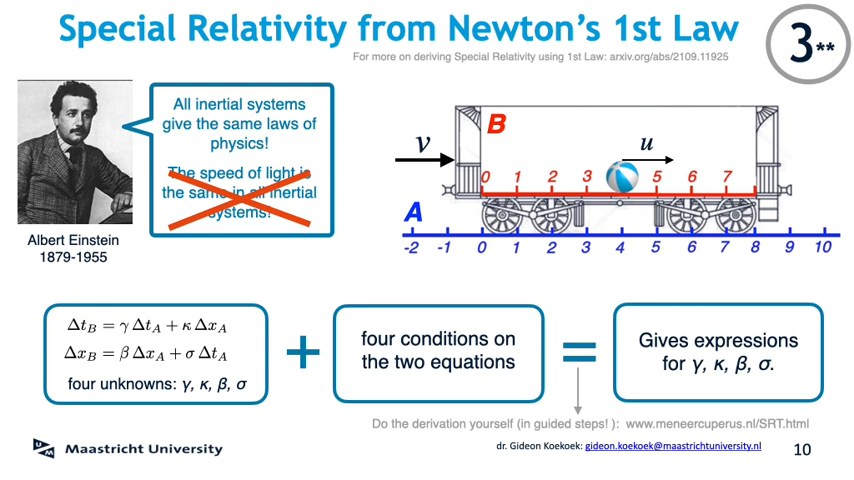 Special Relativity from Newton's 1st Law
For more on deriving Special Relativity using 1st Law: arxiv.org/abs/2109.11925
3**
All inertial systems
give the same laws of
physics!
The speed of light is
the same in all inertial
systems!
Albert Einstein
1879-1955
v
B
u
0 1 2 3 5 6 7
A
-2 -1 0 1 2 3 4 5 6 7 8 9 10
Δt_B = γ Δt_A + κ Δx_A
Δx_B = β Δx_A + σ Δt_A
four unknowns: γ, κ, β, σ
+
four conditions on
the two equations
=
Gives expressions
for γ, κ, β, σ.
Do the derivation yourself (in guided steps! ): www.meneercuperus.nl/SRT.html
UM
Maastricht University
dr. Gideon Koekoek: gideon.koekoek@maastrichtuniversity.nl
10